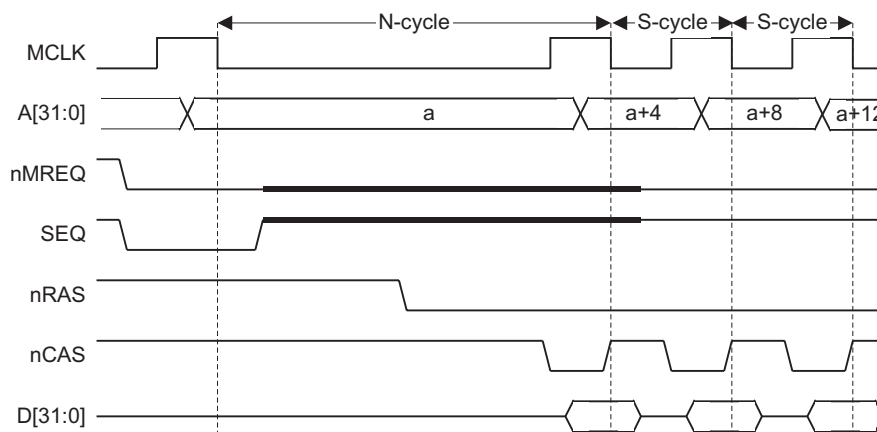 N-cycle S-cycle S-cycle
MCLK
A[31:0] a a+4 a+8 a+12
nMREQ
SEQ
nRAS
nCAS
D[31:0]